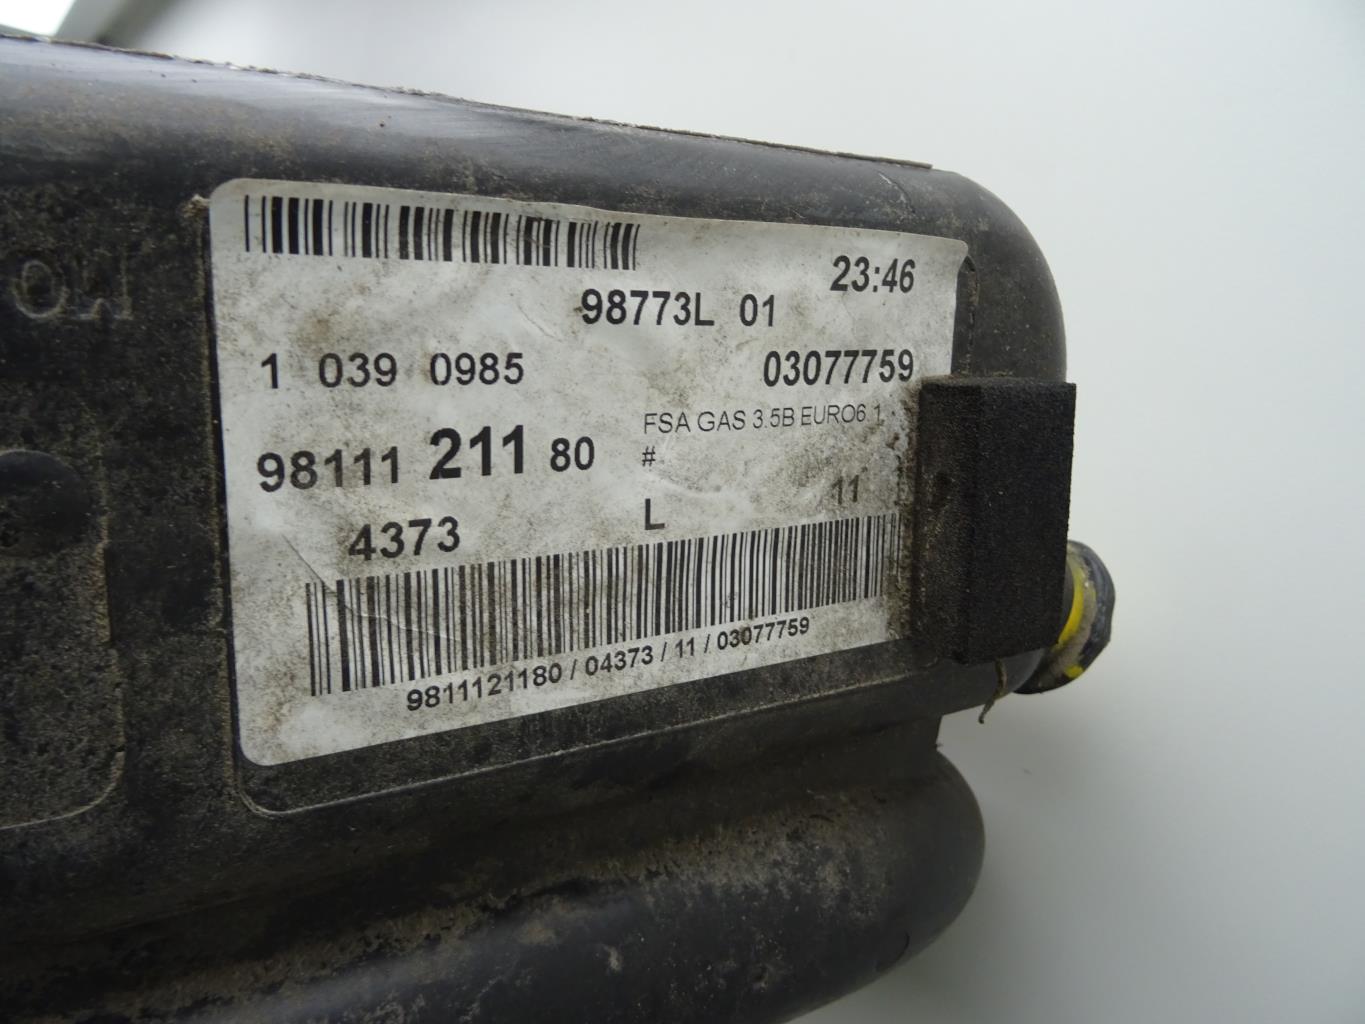 23:46
98773L 01
1 039 0985 03077759
98111 211 80 FSA GAS 3.5B EURO6.1
#
4373 L 11
9811121180 / 04373 / 11 / 03077759